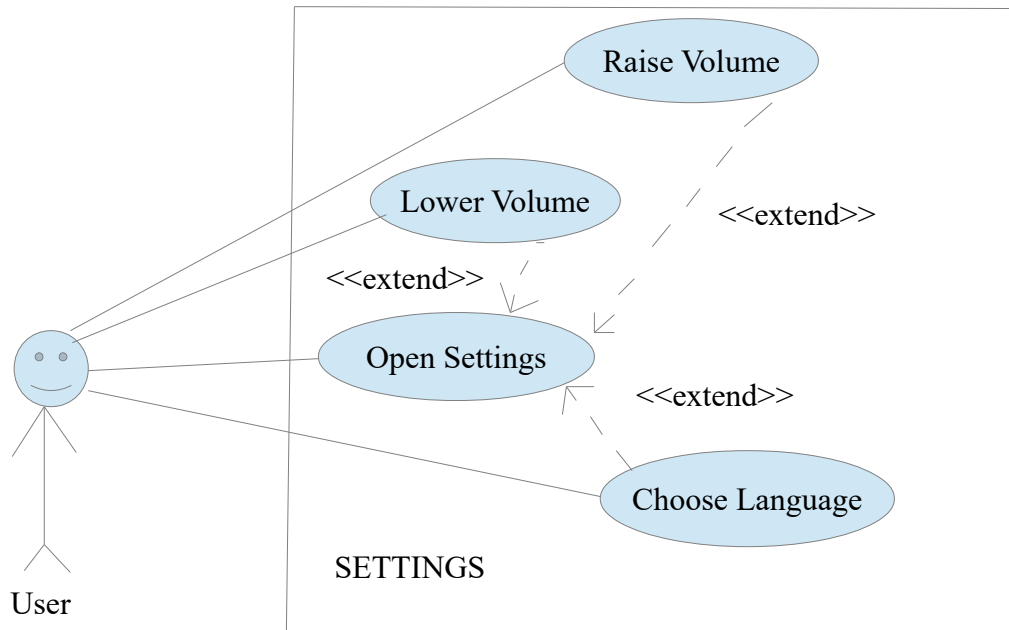 Raise Volume
Lower Volume
<<extend>>
<<extend>>
Open Settings
<<extend>>
Choose Language
SETTINGS
User